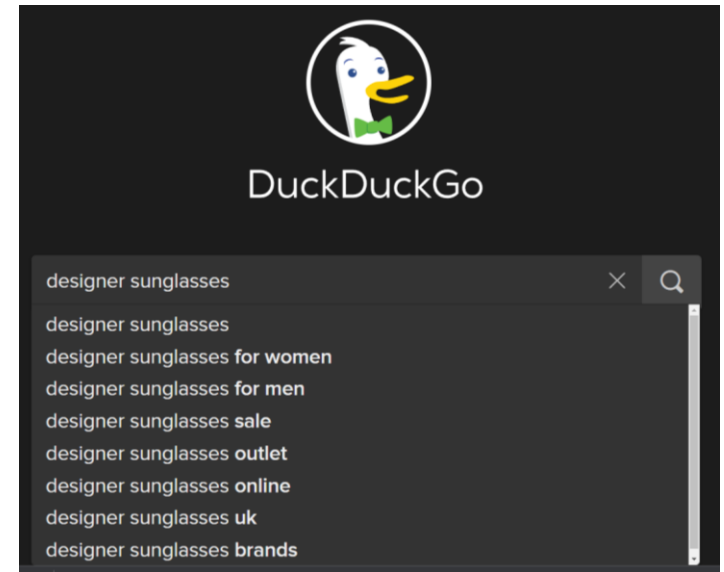 DuckDuckGo
designer sunglasses
designer sunglasses
designer sunglasses for women
designer sunglasses for men
designer sunglasses sale
designer sunglasses outlet
designer sunglasses online
designer sunglasses uk
designer sunglasses brands